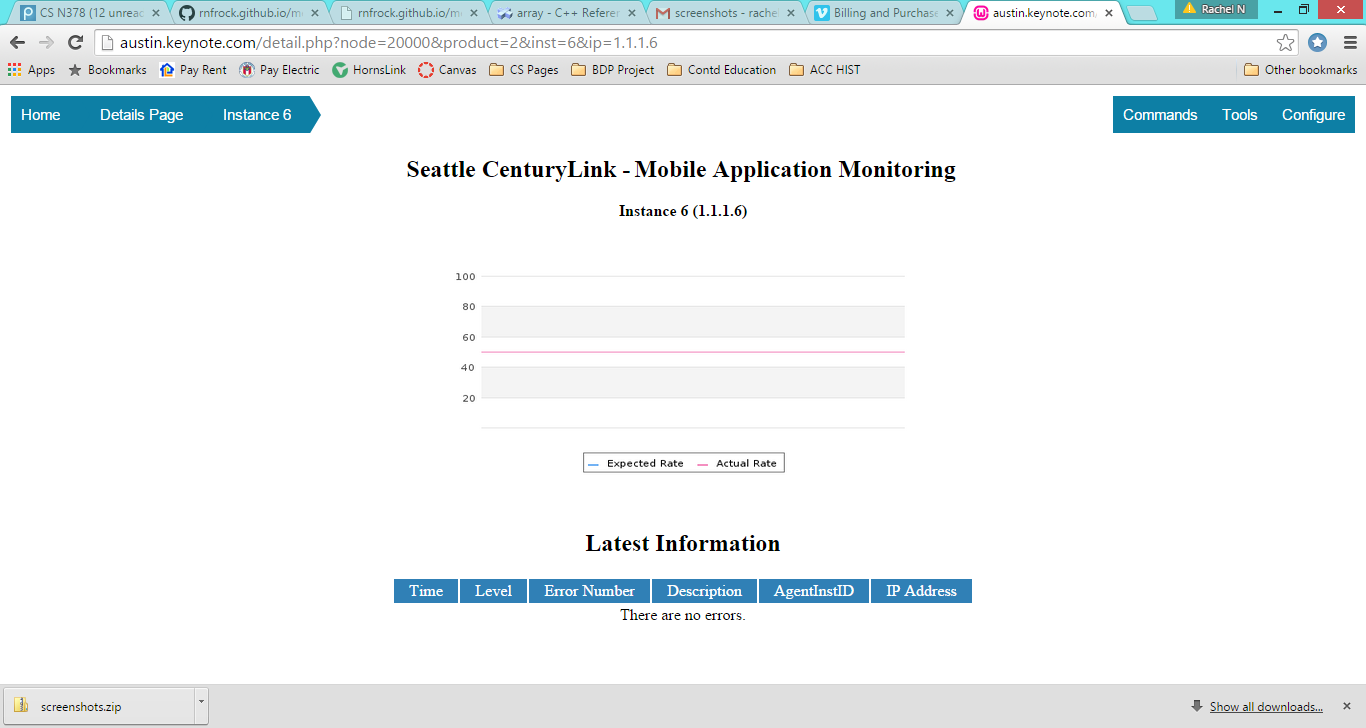 CS N378 (12 unread
rnfrock.github.io/me
rnfrock.github.io/me
array - C++ Referen
screenshots - rachel
Billing and Purchase
austin.keynote.com/
Rachel N
austin.keynote.com/detail.php?node=20000&product=2&inst=6&ip=1.1.1.6
Apps Bookmarks Pay Rent Pay Electric HornsLink Canvas CS Pages BDP Project Contd Education ACC HIST Other bookmarks
Home Details Page Instance 6 Commands Tools Configure
Seattle CenturyLink - Mobile Application Monitoring
Instance 6 (1.1.1.6)
100
80
60
40
20
Expected Rate Actual Rate
Latest Information
Time Level Error Number Description AgentInstID IP Address
There are no errors.
screenshots.zip Show all downloads...